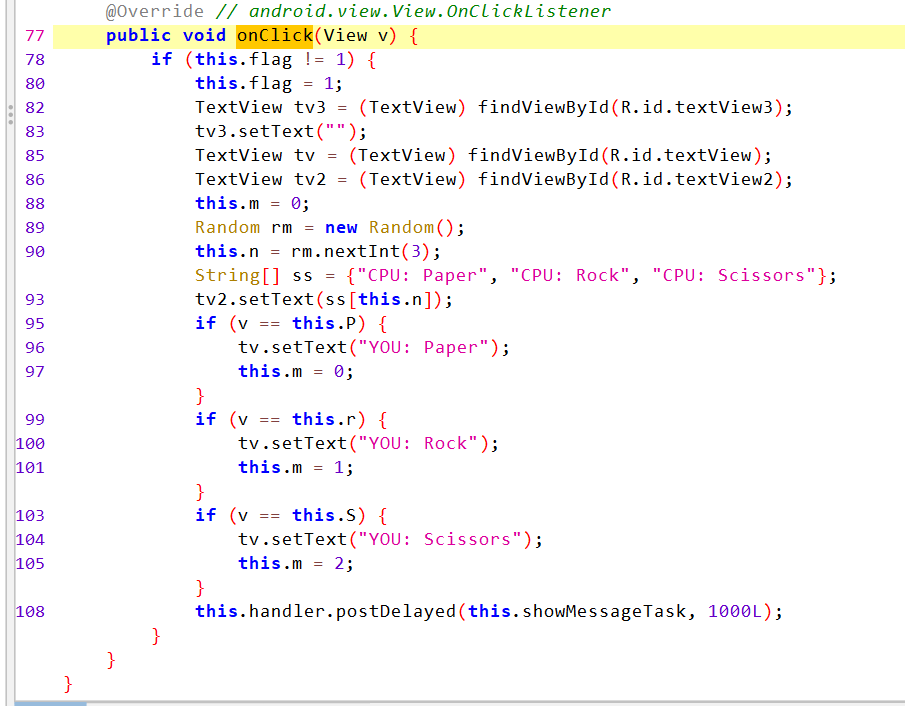 @Override // android.view.View.OnClickListener
77 public void onClick(View v) {
78 if (this.flag != 1) {
80 this.flag = 1;
82 TextView tv3 = (TextView) findViewById(R.id.textView3);
83 tv3.setText("");
85 TextView tv = (TextView) findViewById(R.id.textView);
86 TextView tv2 = (TextView) findViewById(R.id.textView2);
88 this.m = 0;
89 Random rm = new Random();
90 this.n = rm.nextInt(3);
String[] ss = {"CPU: Paper", "CPU: Rock", "CPU: Scissors"};
93 tv2.setText(ss[this.n]);
95 if (v == this.P) {
96 tv.setText("YOU: Paper");
97 this.m = 0;
}
99 if (v == this.r) {
100 tv.setText("YOU: Rock");
101 this.m = 1;
}
103 if (v == this.S) {
104 tv.setText("YOU: Scissors");
105 this.m = 2;
}
108 this.handler.postDelayed(this.showMessageTask, 1000L);
}
}
}